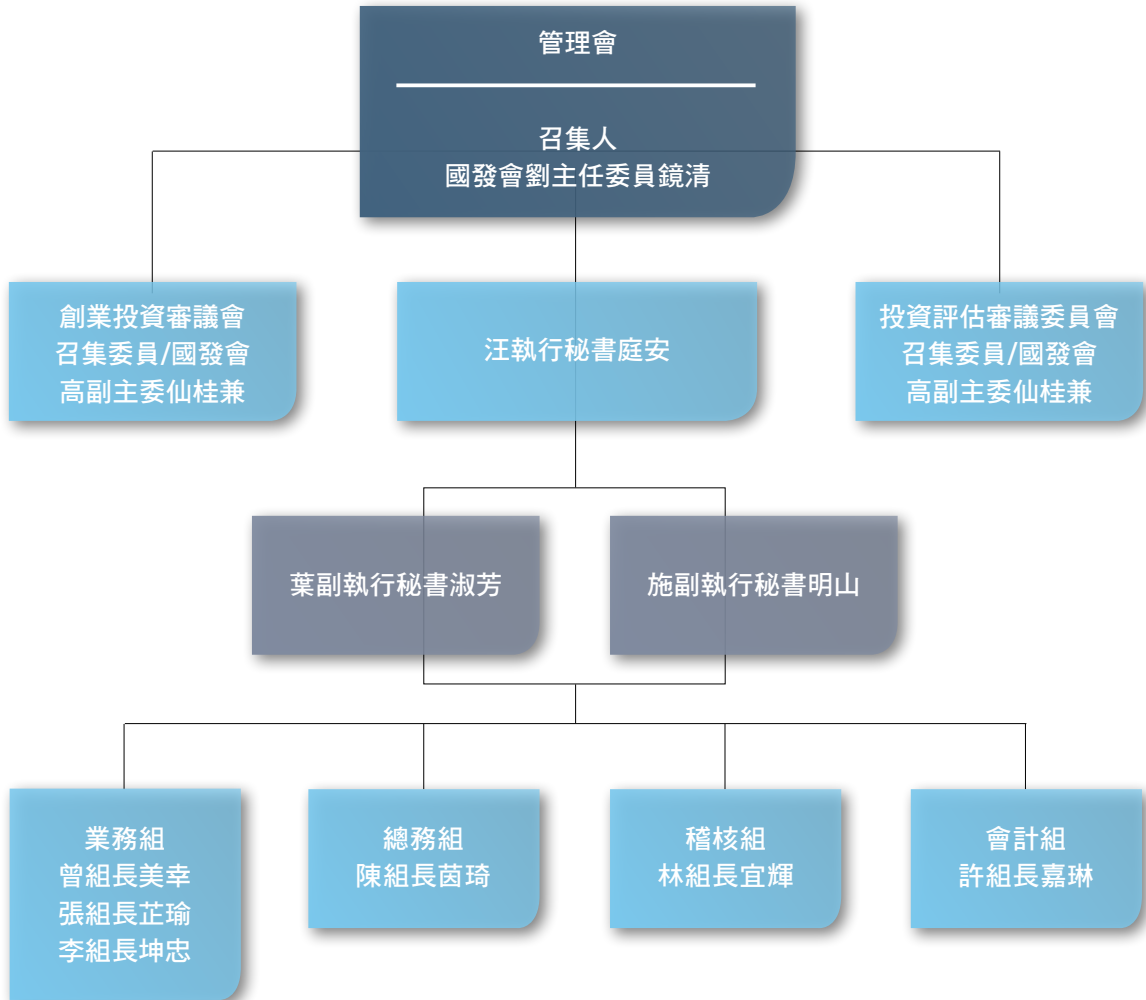 管理會
召集人
國發會劉主任委員鏡清
創業投資審議會
召集委員/國發會
高副主委仙桂兼
汪執行秘書庭安
投資評估審議委員會
召集委員/國發會
高副主委仙桂兼
葉副執行秘書淑芳
施副執行秘書明山
業務組
曾組長美幸
張組長芷瑜
李組長坤忠
總務組
陳組長茵琦
稽核組
林組長宜輝
會計組
許組長嘉琳